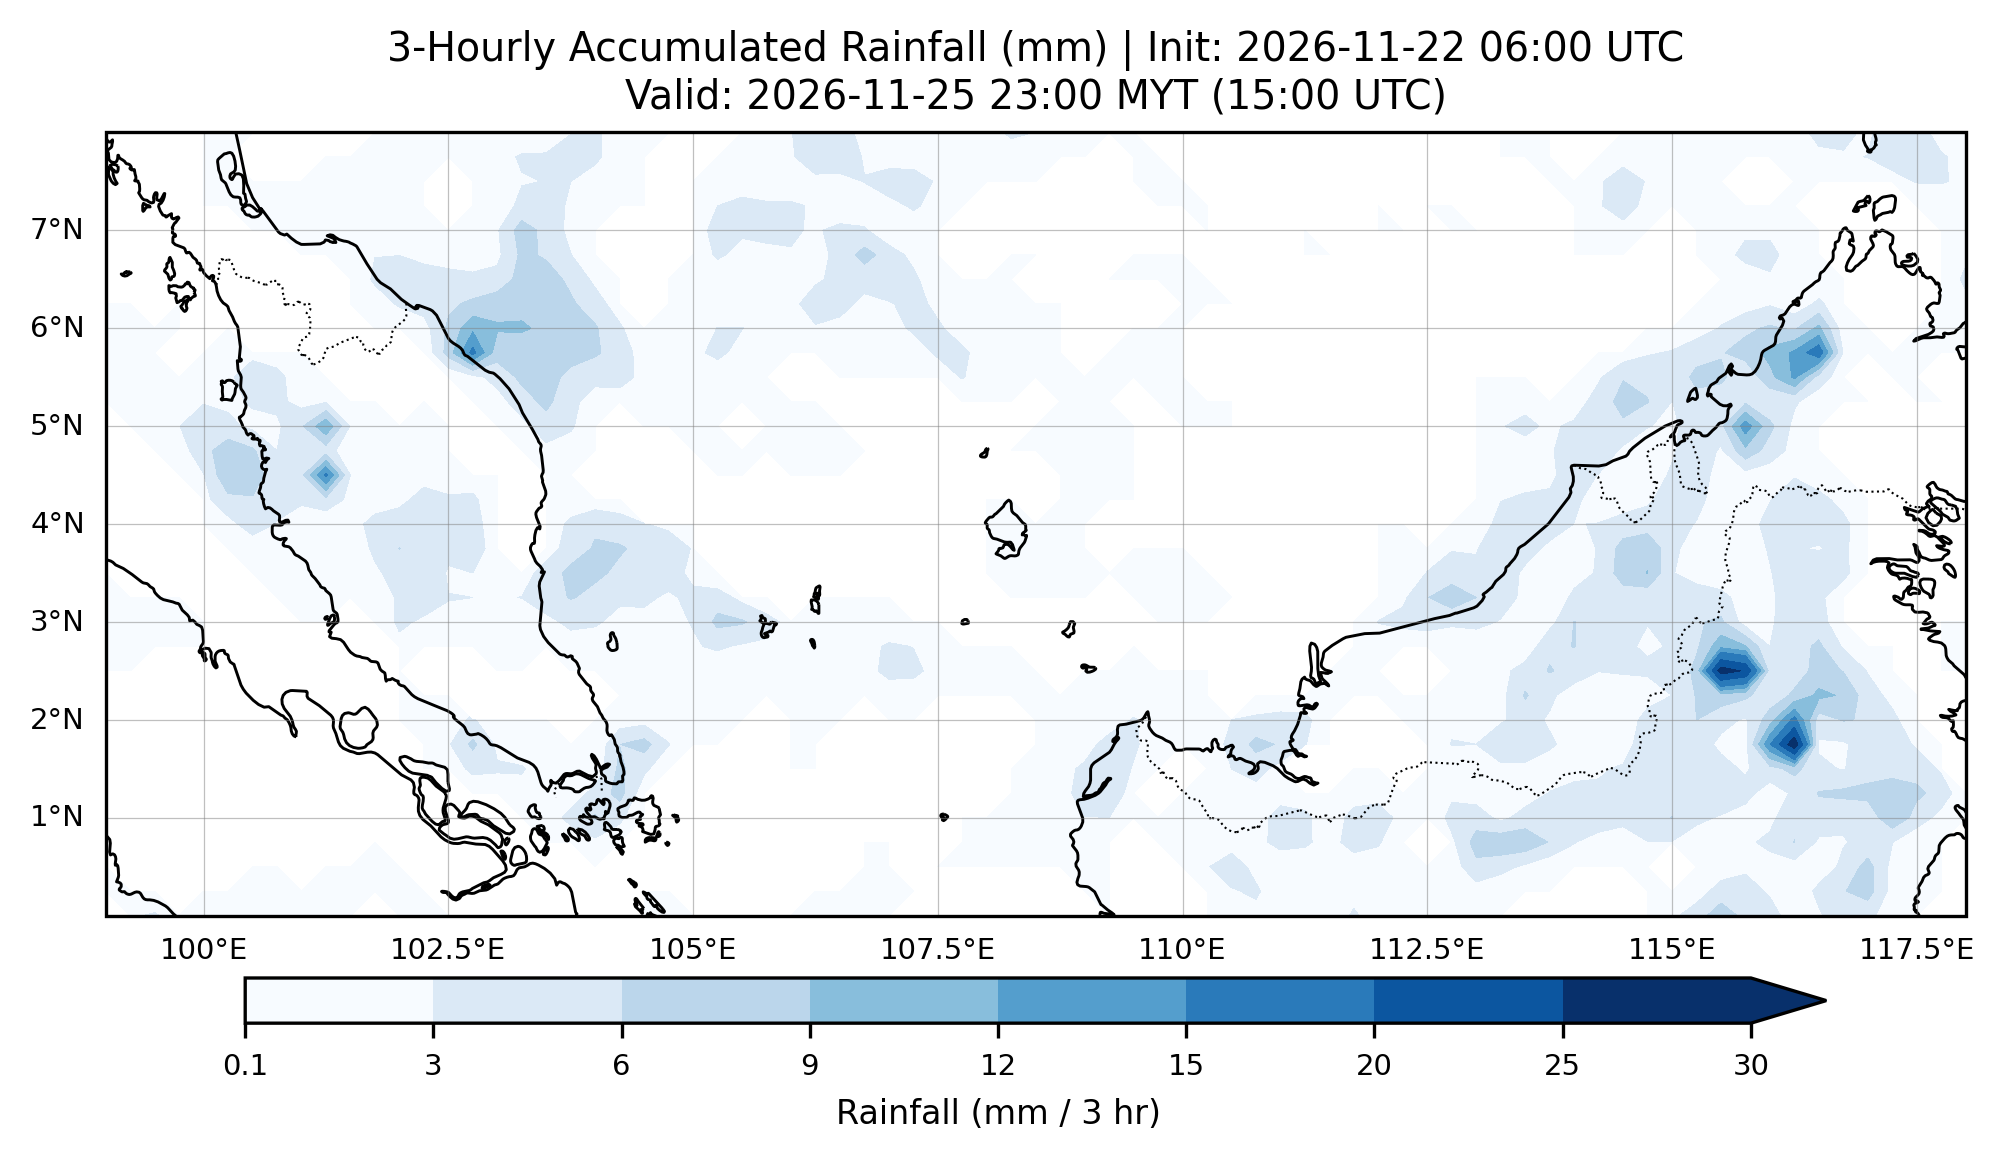 3-Hourly Accumulated Rainfall (mm) | Init: 2026-11-22 06:00 UTC
Valid: 2026-11-25 23:00 MYT (15:00 UTC)
7°N
6°N
5°N
4°N
3°N
2°N
1°N
100°E 102.5°E 105°E 107.5°E 110°E 112.5°E 115°E 117.5°E
0.1 3 6 9 12 15 20 25 30
Rainfall (mm / 3 hr)